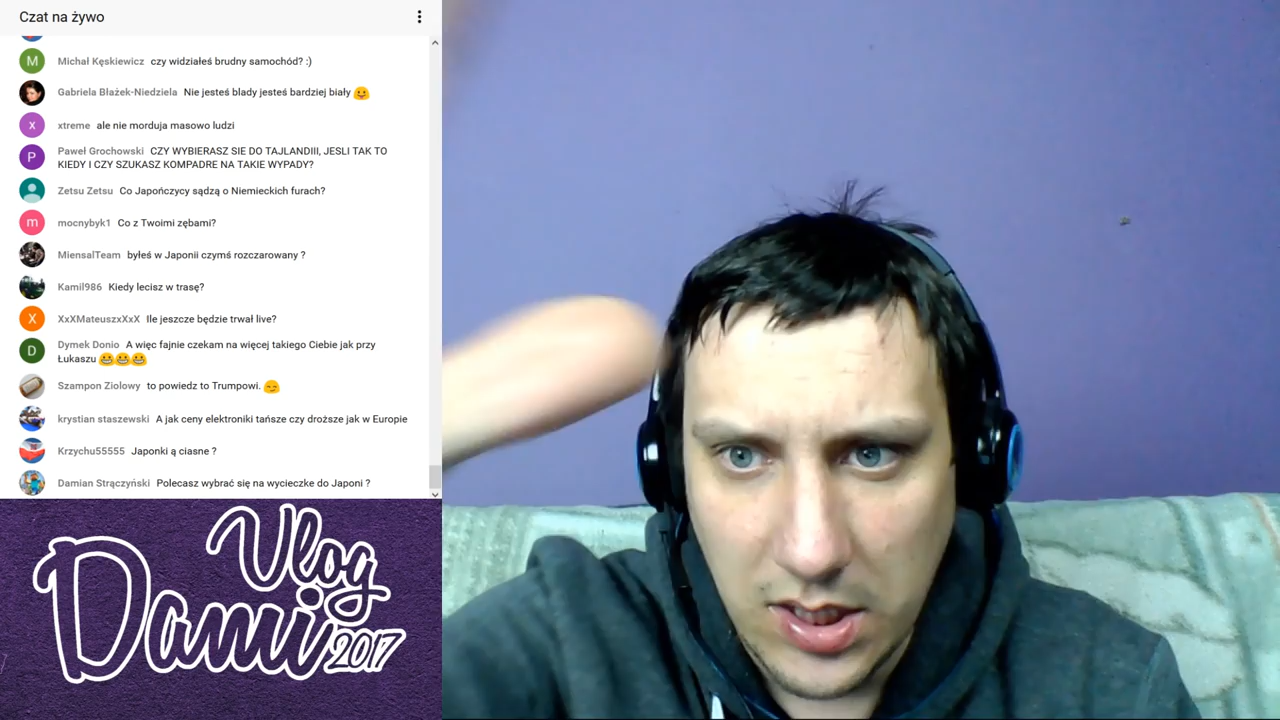 Czat na żywo
M Michał Kęskiewicz czy widziałeś brudny samochód? :)
Gabriela Błażek-Niedziela Nie jesteś blady jesteś bardziej biały 😛
x xtreme ale nie morduja masowo ludzi
P Paweł Grochowski CZY WYBIERASZ SIE DO TAJLANDIII, JESLI TAK TO
KIEDY I CZY SZUKASZ KOMPADRE NA TAKIE WYPADY?
Zetsu Zetsu Co Japończycy sądzą o Niemieckich furach?
m mocnybyk1 Co z Twoimi zębami?
MiensalTeam byłeś w Japonii czymś rozczarowany ?
Kamil986 Kiedy lecisz w trasę?
X XxXMateuszxXxX Ile jeszcze będzie trwał live?
D Dymek Donio A więc fajnie czekam na więcej takiego Ciebie jak przy
Łukaszu 😁😁😁
Szampon Ziolowy to powiedz to Trumpowi. 😏
krystian staszewski A jak ceny elektroniki tańsze czy droższe jak w Europie
Krzychu55555 Japonki ą ciasne ?
Damian Strączyński Polecasz wybrać się na wycieczke do Japoni ?
Vlog
Dami
2017